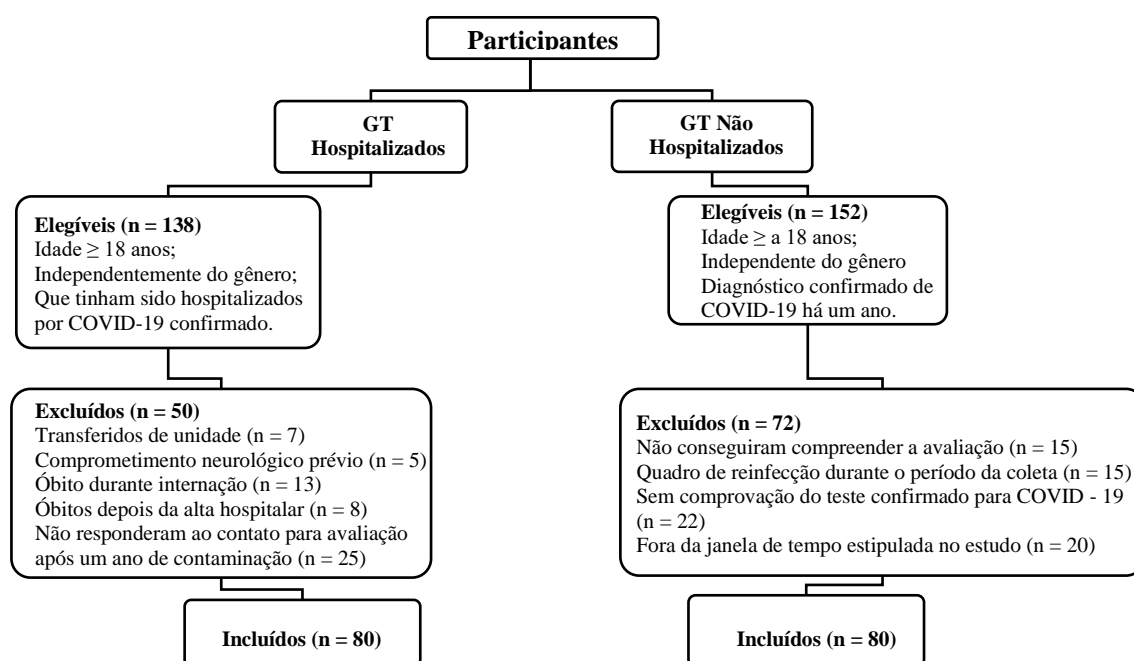 Participantes
GT
Hospitalizados
GT Não
Hospitalizados
Elegíveis (n = 138)
Idade ≥ 18 anos;
Independentemente do gênero;
Que tinham sido hospitalizados
por COVID-19 confirmado.
Elegíveis (n = 152)
Idade ≥ a 18 anos;
Independente do gênero
Diagnóstico confirmado de
COVID-19 há um ano.
Excluídos (n = 50)
Transferidos de unidade (n = 7)
Comprometimento neurológico prévio (n = 5)
Óbito durante internação (n = 13)
Óbitos depois da alta hospitalar (n = 8)
Não responderam ao contato para avaliação
após um ano de contaminação (n = 25)
Excluídos (n = 72)
Não conseguiram compreender a avaliação (n = 15)
Quadro de reinfecção durante o período da coleta (n = 15)
Sem comprovação do teste confirmado para COVID - 19
(n = 22)
Fora da janela de tempo estipulada no estudo (n = 20)
Incluídos (n = 80)
Incluídos (n = 80)